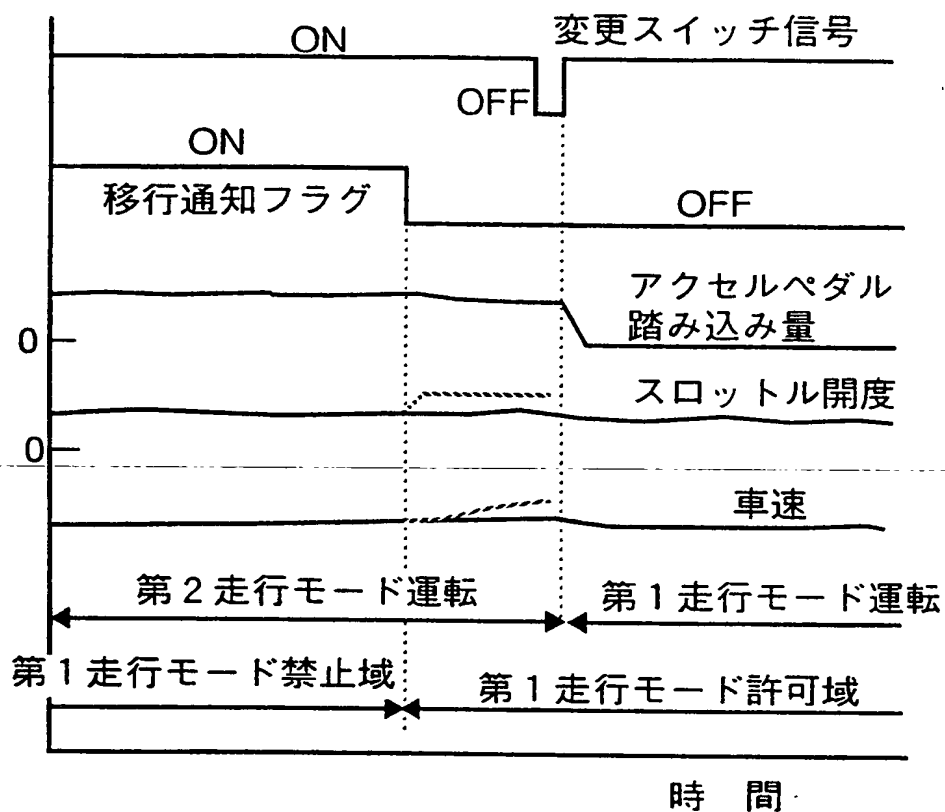 ON
変更スイッチ信号
OFF
ON
移行通知フラグ
OFF
アクセルペダル
踏み込み量
0
スロットル開度
0
車速
第2走行モード運転
第1走行モード運転
第1走行モード禁止域
第1走行モード許可域
時間